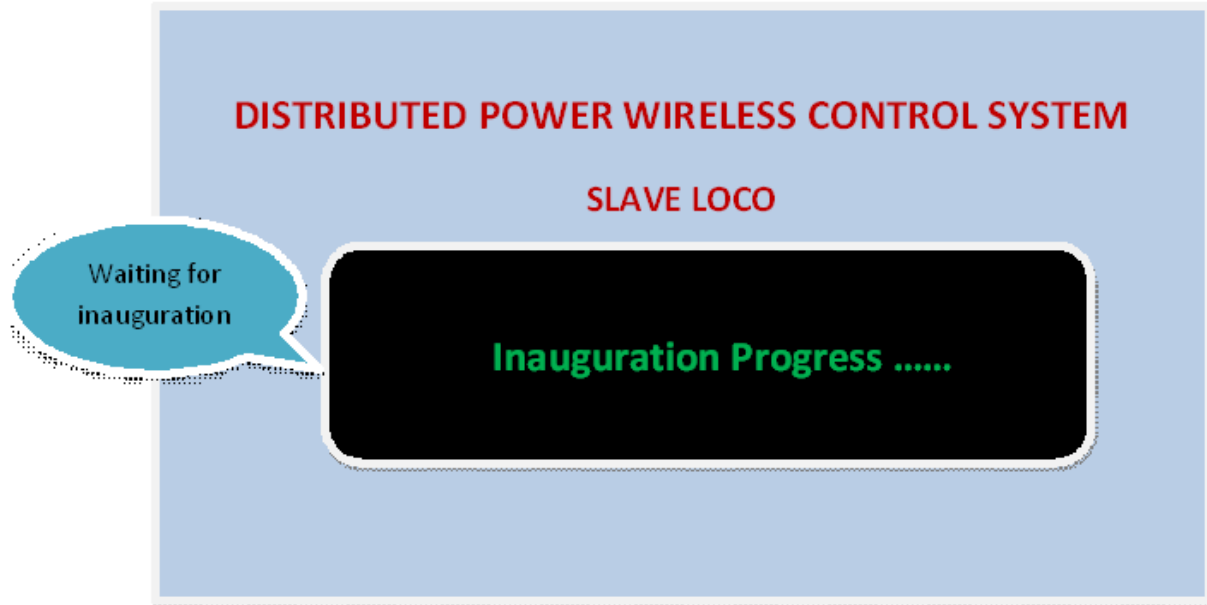 DISTRIBUTED POWER WIRELESS CONTROL SYSTEM
SLAVE LOCO
Waiting for
inauguration
Inauguration Progress ......